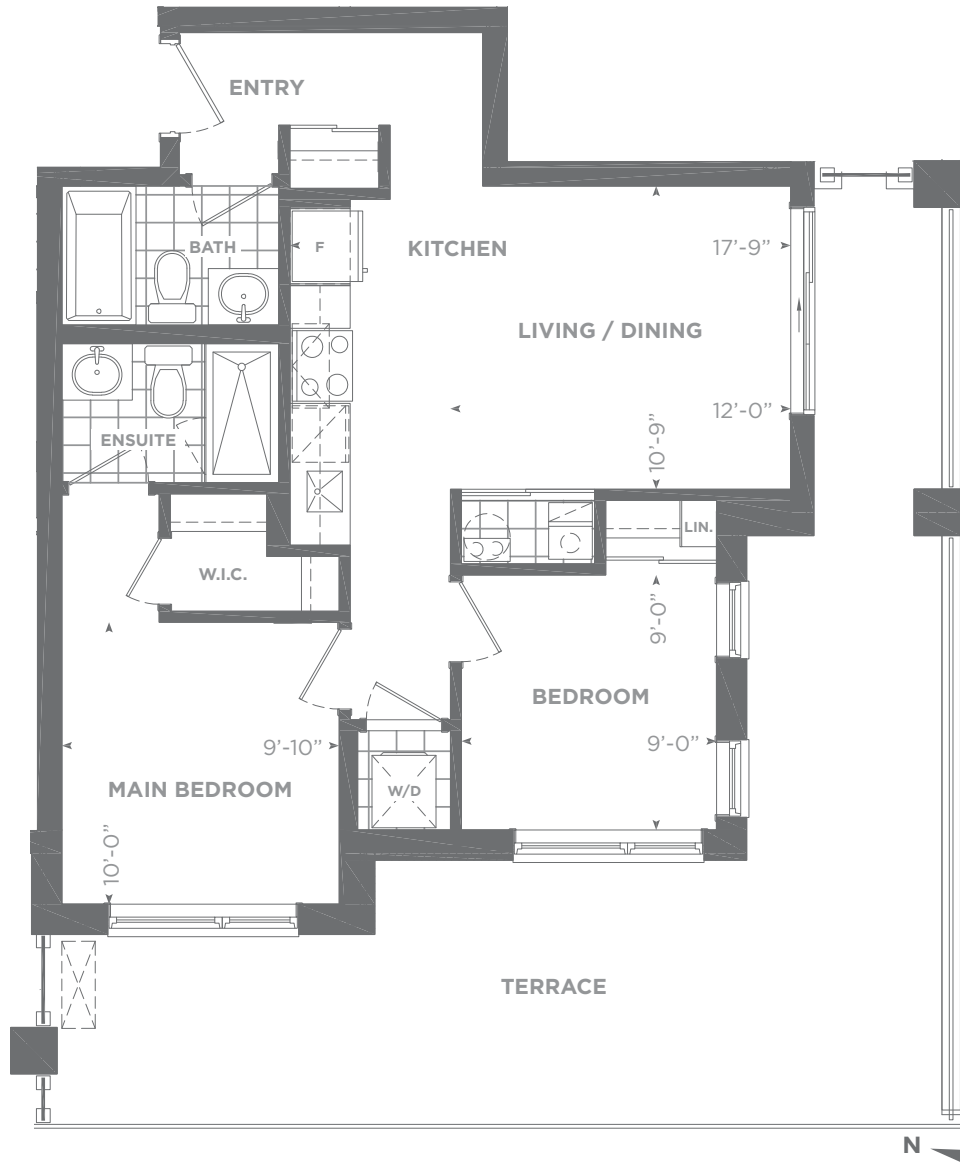 ENTRY
BATH
F
KITCHEN
17’-9”
LIVING / DINING
12’-0”
ENSUITE
10’-9”
LIN.
W.I.C.
9’-0”
BEDROOM
9’-10”
9’-0”
MAIN BEDROOM
W/D
10’-0”
TERRACE
N